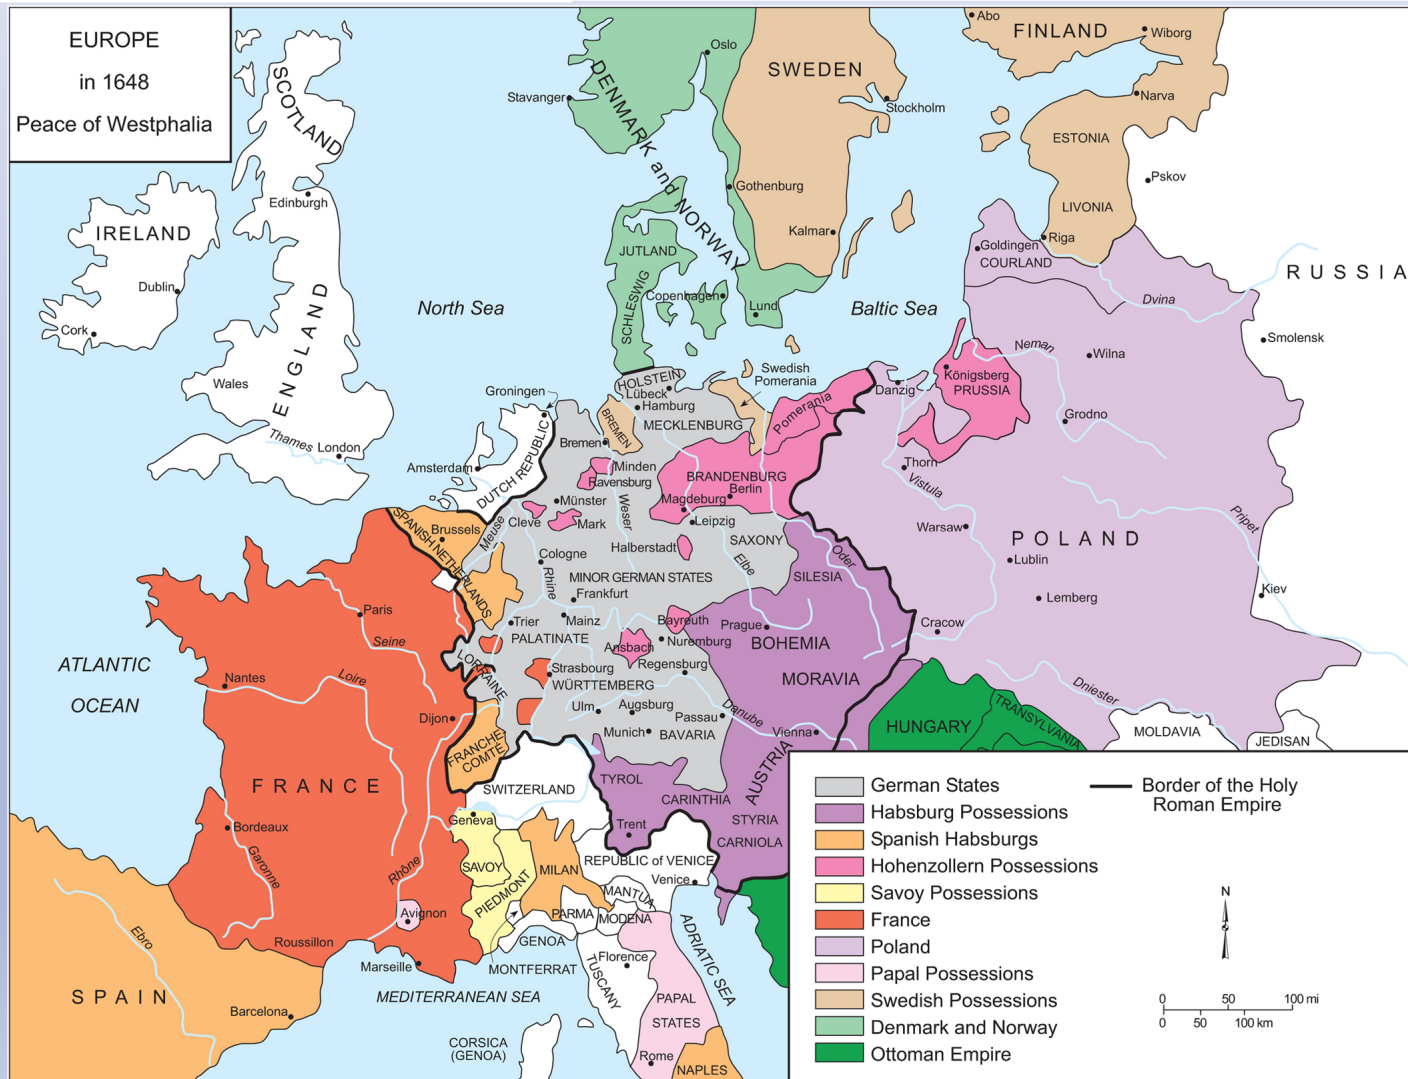 EUROPE
in 1648
Peace of Westphalia
SCOTLAND
Edinburgh
IRELAND
Dublin
Cork
ENGLAND
Wales
Thames
London
North Sea
Stavanger
Oslo
DENMARK and NORWAY
SWEDEN
Stockholm
Gothenburg
Kalmar
JUTLAND
SCHLESWIG
Copenhagen
Lund
Baltic Sea
Abo
FINLAND
Wiborg
Narva
ESTONIA
Pskov
LIVONIA
Riga
Goldingen
COURLAND
RUSSIA
Dvina
Smolensk
Neman
Wilna
Königsberg
PRUSSIA
Danzig
Grodno
Thorn
Vistula
Warsaw
POLAND
Lublin
Pripet
Kiev
Lemberg
Cracow
Dniester
Groningen
Amsterdam
DUTCH REPUBLIC
HOLSTEIN
Lübeck
Hamburg
Swedish
Pomerania
MECKLENBURG
Pomerania
BREMEN
Bremen
Minden
Ravensburg
BRANDENBURG
Berlin
Magdeburg
Münster
Weser
Cleve
Mark
Leipzig
Halberstadt
SAXONY
Elbe
Oder
SILESIA
SPANISH NETHERLANDS
Brussels
Meuse
Cologne
Rhine
MINOR GERMAN STATES
Frankfurt
Trier
Mainz
PALATINATE
Bayreuth
Ansbach
Nuremburg
Prague
BOHEMIA
MORAVIA
LORRAINE
Strasbourg
Regensburg
WÜRTTEMBERG
Ulm
Augsburg
Passau
Danube
Munich
BAVARIA
Vienna
AUSTRIA
HUNGARY
TRANSYLVANIA
MOLDAVIA
JEDISAN
ATLANTIC
OCEAN
Paris
Seine
Nantes
Loire
Dijon
FRANCHE
COMTÉ
FRANCE
Bordeaux
Garonne
Rhône
Avignon
Roussillon
Marseille
SWITZERLAND
Geneva
SAVOY
PIEDMONT
MILAN
TYROL
CARINTHIA
STYRIA
CARNIOLA
Trent
REPUBLIC of VENICE
Venice
MANTUA
PARMA
MODENA
GENOA
MONTFERRAT
Florence
TUSCANY
ADRIATIC SEA
PAPAL
STATES
Rome
NAPLES
CORSICA
(GENOA)
MEDITERRANEAN SEA
Ebro
SPAIN
Barcelona
German States
Habsburg Possessions
Spanish Habsburgs
Hohenzollern Possessions
Savoy Possessions
France
Poland
Papal Possessions
Swedish Possessions
Denmark and Norway
Ottoman Empire
Border of the Holy
Roman Empire
N
0 50 100 mi
0 50 100 km